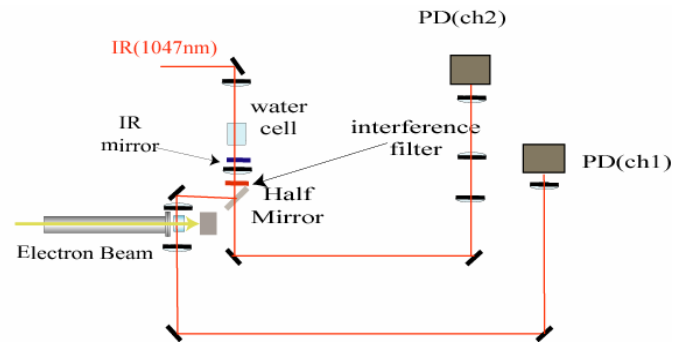 PD(ch2)
IR(1047nm)
water
cell
IR
mirror
interference
filter
PD(ch1)
Half
Mirror
Electron Beam